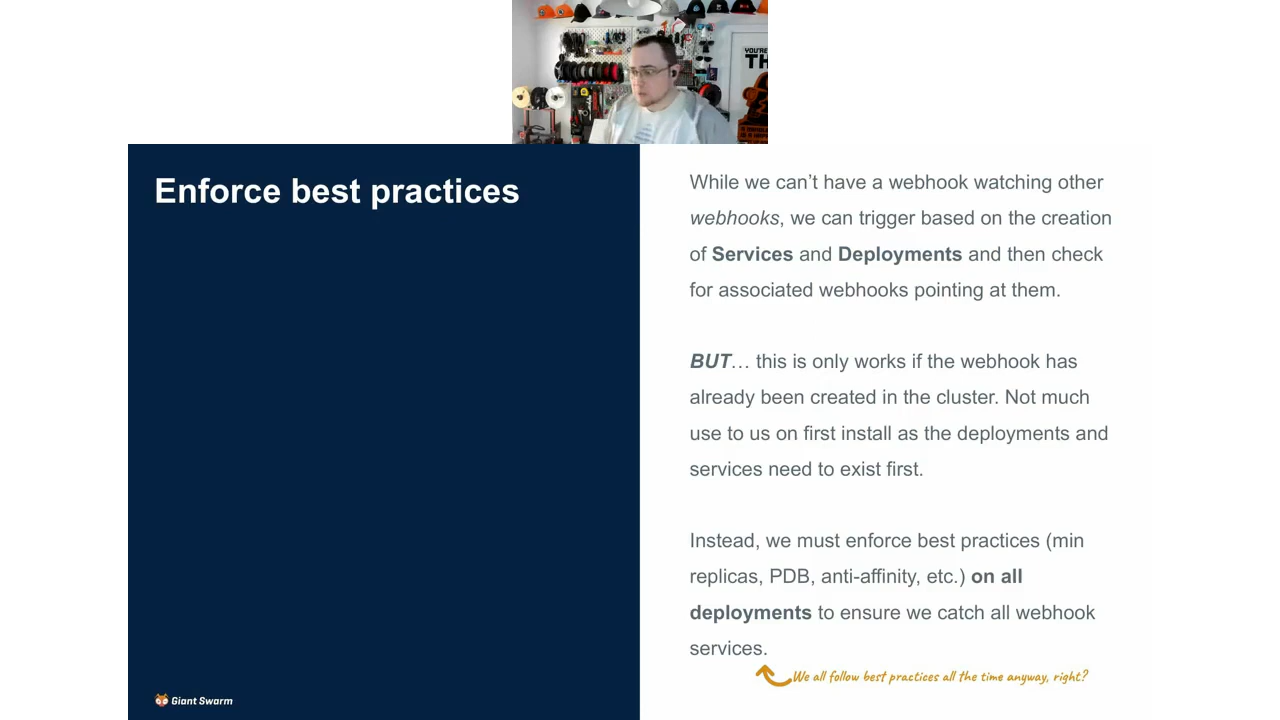 YOU'RE
TH
Enforce best practices
While we can't have a webhook watching other
webhooks, we can trigger based on the creation
of Services and Deployments and then check
for associated webhooks pointing at them.
BUT… this is only works if the webhook has
already been created in the cluster. Not much
use to us on first install as the deployments and
services need to exist first.
Instead, we must enforce best practices (min
replicas, PDB, anti-affinity, etc.) on all
deployments to ensure we catch all webhook
services.
We all follow best practices all the time anyway, right?
Giant Swarm